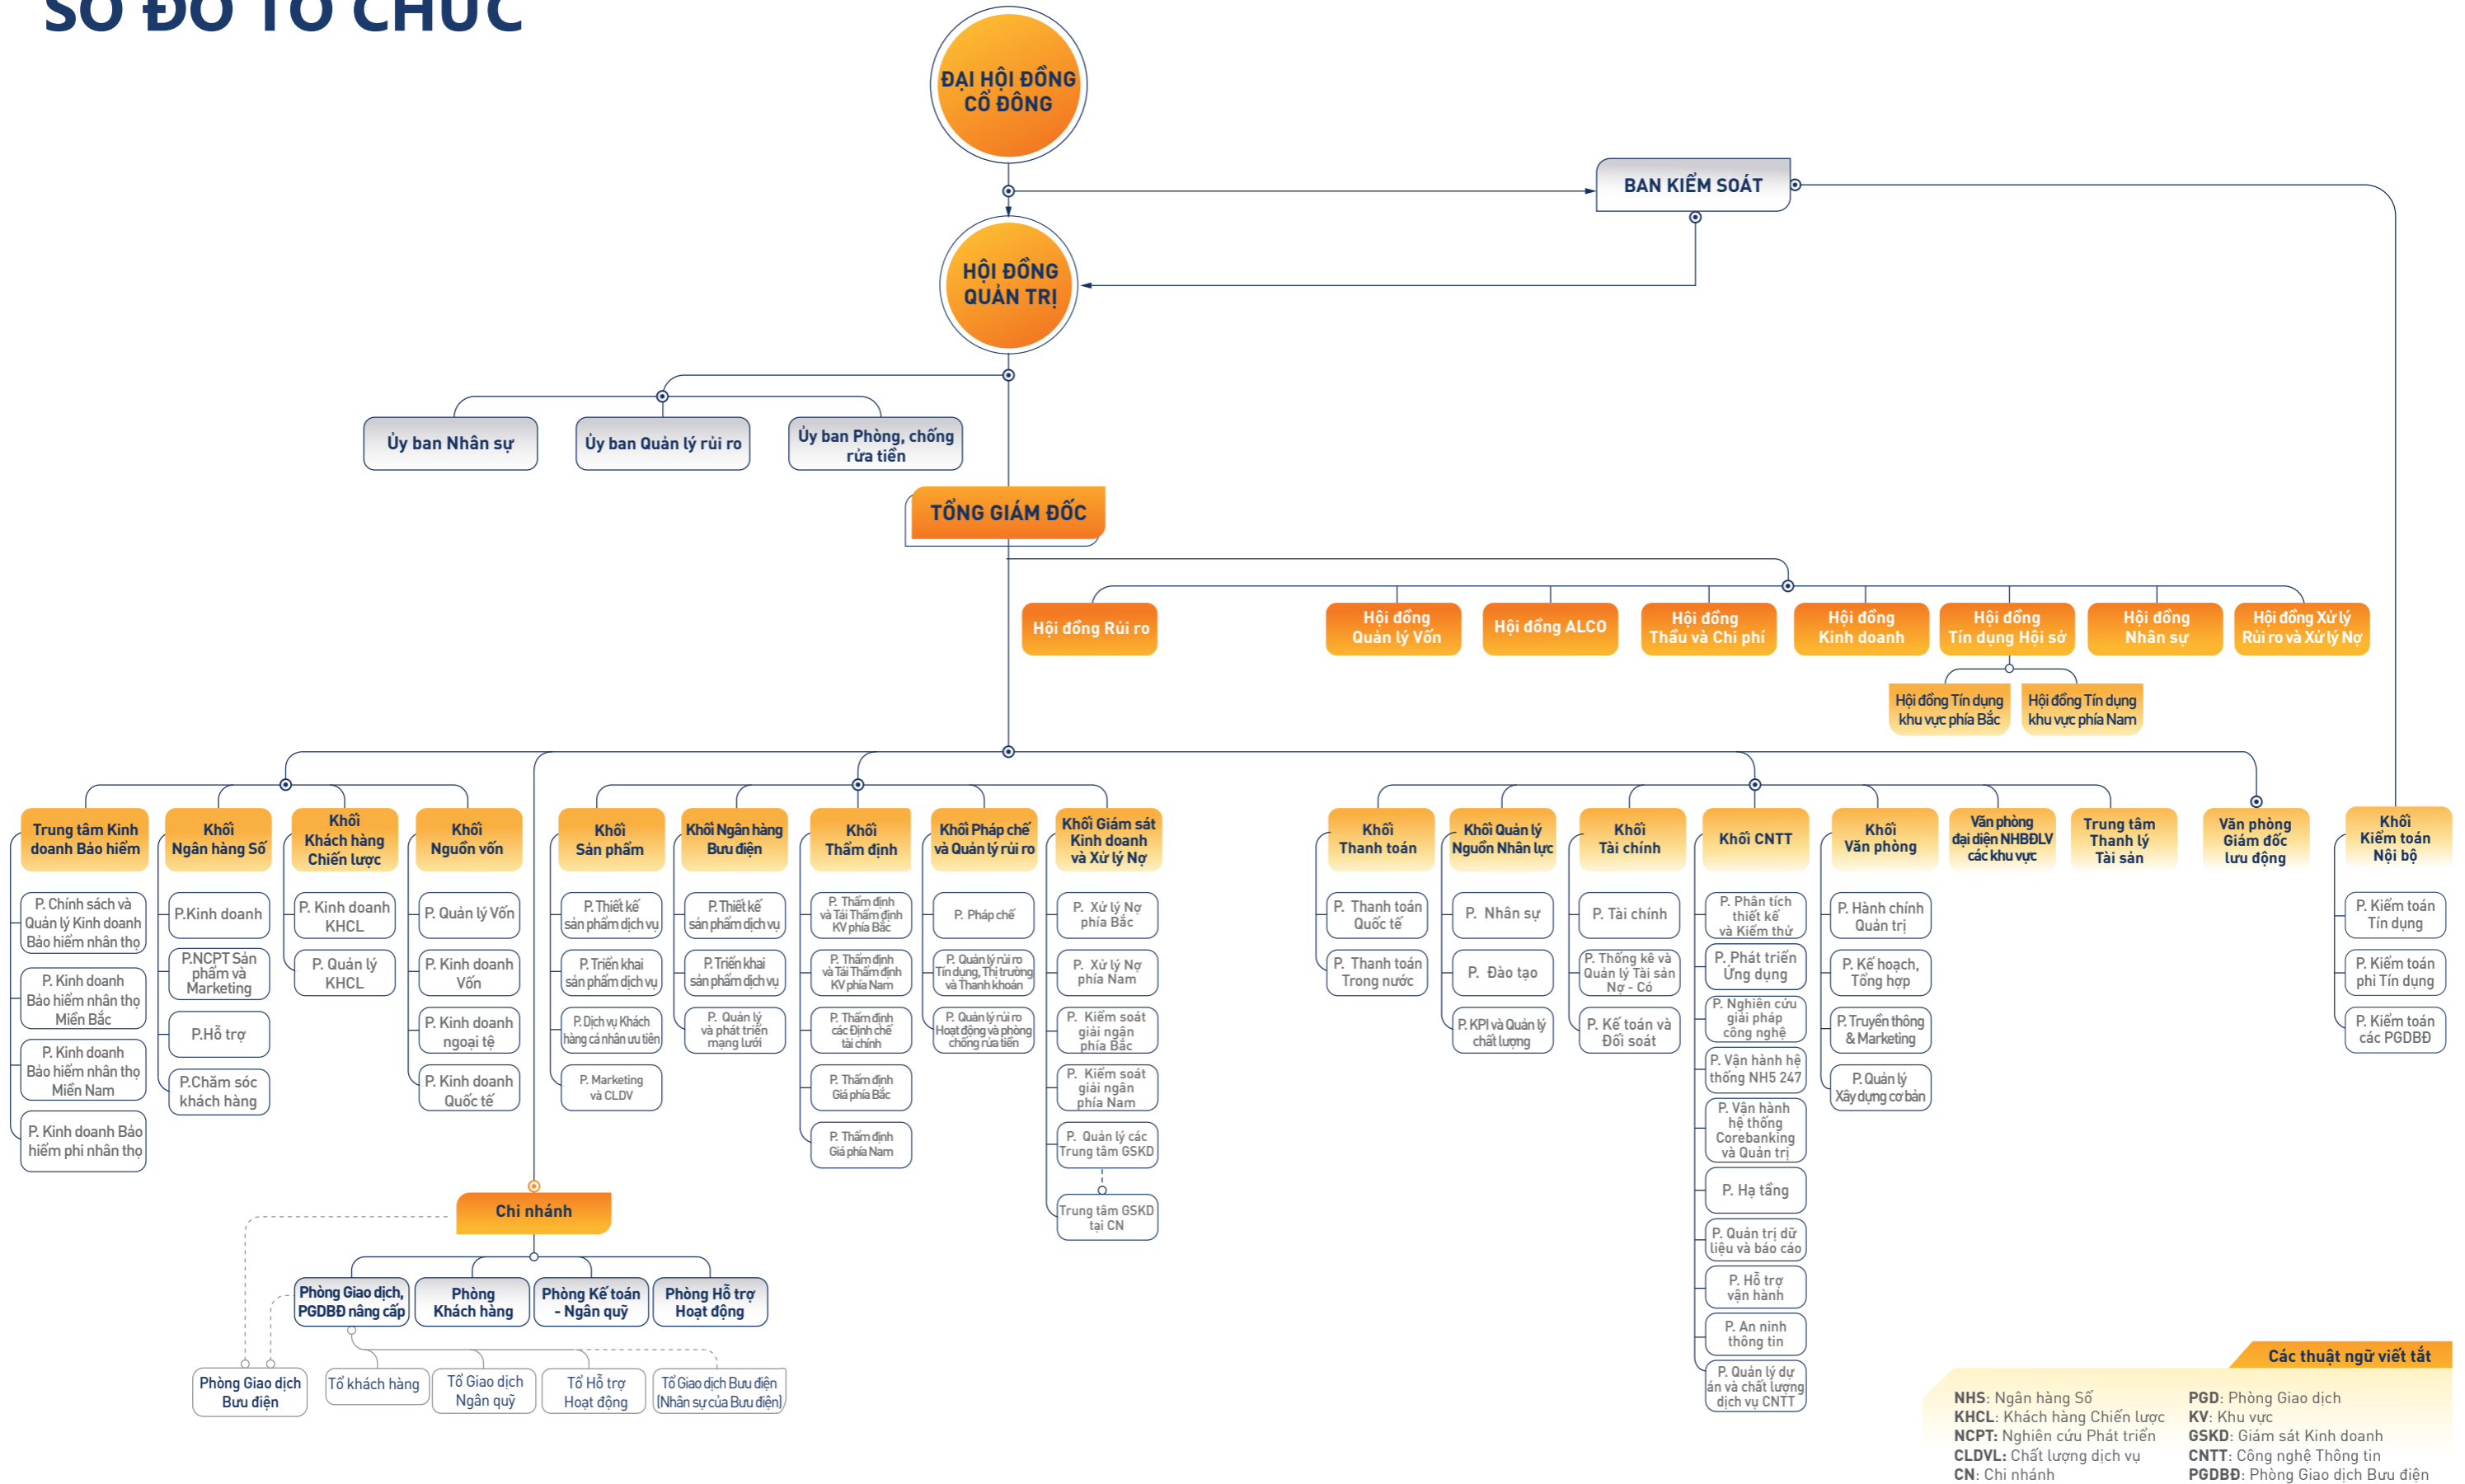 SƠ ĐỒ TỔ CHỨC
ĐẠI HỘI ĐỒNG
CỔ ĐÔNG
BAN KIỂM SOÁT
HỘI ĐỒNG
QUẢN TRỊ
Ủy ban Nhân sự
Ủy ban Quản lý rủi ro
Ủy ban Phòng, chống
rửa tiền
TỔNG GIÁM ĐỐC
Hội đồng Rủi ro
Hội đồng
Quản lý Vốn
Hội đồng ALCO
Hội đồng
Thầu và Chi phí
Hội đồng
Kinh doanh
Hội đồng
Tín dụng Hội sở
Hội đồng
Nhân sự
Hội đồng Xử lý
Rủi ro và Xử lý Nợ
Hội đồng Tín dụng
khu vực phía Bắc
Hội đồng Tín dụng
khu vực phía Nam
Trung tâm Kinh
doanh Bảo hiểm
P. Chính sách và
Quản lý Kinh doanh
Bảo hiểm nhân thọ
P. Kinh doanh
Bảo hiểm nhân thọ
Miền Bắc
P. Kinh doanh
Bảo hiểm nhân thọ
Miền Nam
P. Kinh doanh Bảo
hiểm phi nhân thọ
Khối
Ngân hàng Số
P.Kinh doanh
P.NCPT Sản
phẩm và
Marketing
P.Hỗ trợ
P.Chăm sóc
khách hàng
Khối
Khách hàng
Chiến lược
P. Kinh doanh
KHCL
P. Quản lý
KHCL
Khối
Nguồn vốn
P. Quản lý Vốn
P. Kinh doanh
Vốn
P. Kinh doanh
ngoại tệ
P. Kinh doanh
Quốc tế
Khối
Sản phẩm
P. Thiết kế
sản phẩm dịch vụ
P. Triển khai
sản phẩm dịch vụ
P. Dịch vụ Khách
hàng cá nhân ưu tiên
P. Marketing
và CLDV
Khối Ngân hàng
Bưu điện
P. Thiết kế
sản phẩm dịch vụ
P. Triển khai
sản phẩm dịch vụ
P. Quản lý
và phát triển
mạng lưới
Khối
Thẩm định
P. Thẩm định
và Tái Thẩm định
KV phía Bắc
P. Thẩm định
và Tái Thẩm định
KV phía Nam
P. Thẩm định
các Định chế
tài chính
P. Thẩm định
Giá phía Bắc
P. Thẩm định
Giá phía Nam
Khối Pháp chế
và Quản lý rủi ro
P. Pháp chế
P. Quản lý rủi ro
Tín dụng, Thị trường
và Thanh khoản
P. Quản lý rủi ro
Hoạt động và phòng
chống rửa tiền
Khối Giám sát
Kinh doanh
và Xử lý Nợ
P. Xử lý Nợ
phía Bắc
P. Xử lý Nợ
phía Nam
P. Kiểm soát
giải ngân
phía Bắc
P. Kiểm soát
giải ngân
phía Nam
P. Quản lý các
Trung tâm GSKD
Trung tâm GSKD
tại CN
Khối
Thanh toán
P. Thanh toán
Quốc tế
P. Thanh toán
Trong nước
Khối Quản lý
Nguồn Nhân lực
P. Nhân sự
P. Đào tạo
P. KPI và Quản lý
chất lượng
Khối
Tài chính
P. Tài chính
P. Thống kê và
Quản lý Tài sản
Nợ - Có
P. Kế toán và
Đối soát
Khối CNTT
P. Phân tích
thiết kế
và Kiểm thử
P. Phát triển
Ứng dụng
P. Nghiên cứu
giải pháp
công nghệ
P. Vận hành hệ
thống NH5 247
P. Vận hành
hệ thống
Corebanking
và Quản trị
P. Hạ tầng
P. Quản trị dữ
liệu và báo cáo
P. Hỗ trợ
vận hành
P. An ninh
thông tin
P. Quản lý dự
án và chất lượng
dịch vụ CNTT
Khối
Văn phòng
P. Hành chính
Quản trị
P. Kế hoạch,
Tổng hợp
P. Truyền thông
& Marketing
P. Quản lý
Xây dựng cơ bản
Văn phòng
đại diện NHBĐLV
các khu vực
Trung tâm
Thanh lý
Tài sản
Văn phòng
Giám đốc
lưu động
Khối
Kiểm toán
Nội bộ
P. Kiểm toán
Tín dụng
P. Kiểm toán
phi Tín dụng
P. Kiểm toán
các PGDBĐ
Chi nhánh
Phòng Giao dịch,
PGDBĐ nâng cấp
Phòng
Khách hàng
Phòng Kế toán
- Ngân quỹ
Phòng Hỗ trợ
Hoạt động
Phòng Giao dịch
Bưu điện
Tổ khách hàng
Tổ Giao dịch
Ngân quỹ
Tổ Hỗ trợ
Hoạt động
Tổ Giao dịch Bưu điện
(Nhân sự của Bưu điện)
Các thuật ngữ viết tắt
NHS: Ngân hàng Số
KHCL: Khách hàng Chiến lược
NCPT: Nghiên cứu Phát triển
CLDVL: Chất lượng dịch vụ
CN: Chi nhánh
PGD: Phòng Giao dịch
KV: Khu vực
GSKD: Giám sát Kinh doanh
CNTT: Công nghệ Thông tin
PGDBĐ: Phòng Giao dịch Bưu điện